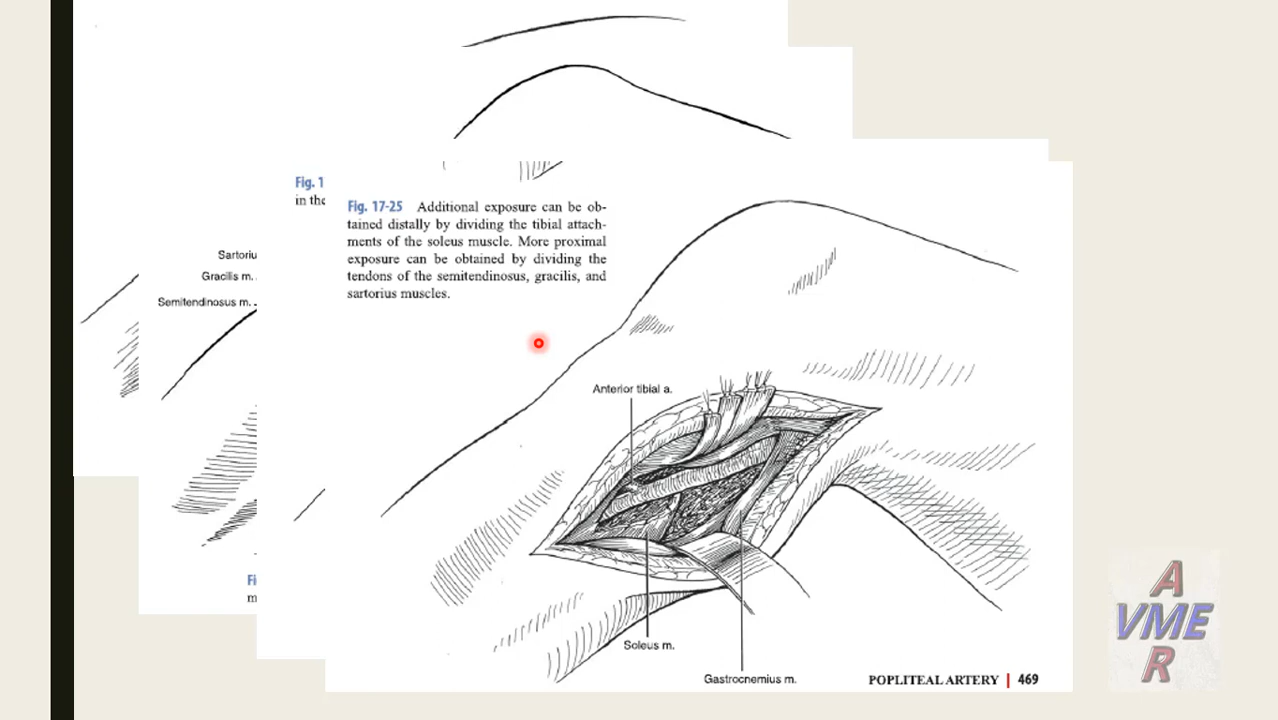 Fig. 1
in the
Fig. 17-25 Additional exposure can be ob-
tained distally by dividing the tibial attach-
ments of the soleus muscle. More proximal
exposure can be obtained by dividing the
tendons of the semitendinosus, gracilis, and
sartorius muscles.
Sartoriu
Gracilis m.
Semitendinosus m.
Anterior tibial a.
Fi
m
Soleus m.
Gastrocnemius m.
POPLITEAL ARTERY | 469
A
VME
R